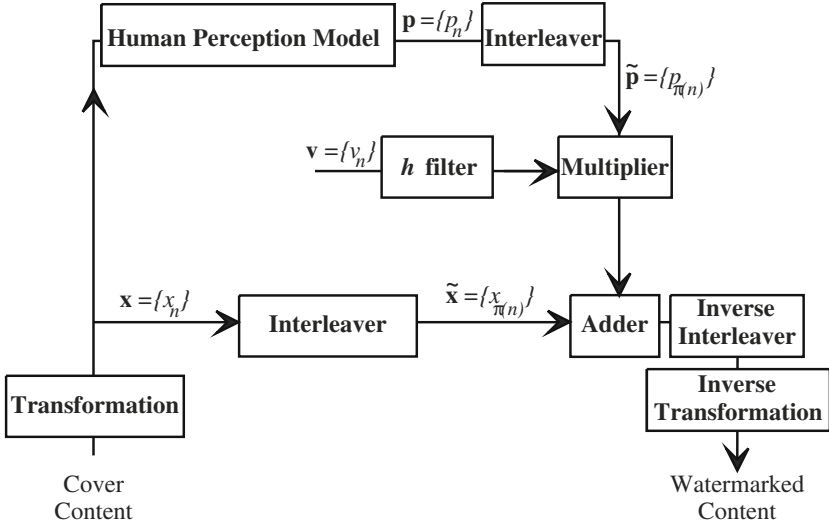 Human Perception Model
p = {p_n}
Interleaver
p̃ = {p_π(n)}
v = {v_n}
h filter
Multiplier
x = {x_n}
Interleaver
x̃ = {x_π(n)}
Adder
Inverse
Interleaver
Transformation
Inverse
Transformation
Cover
Content
Watermarked
Content